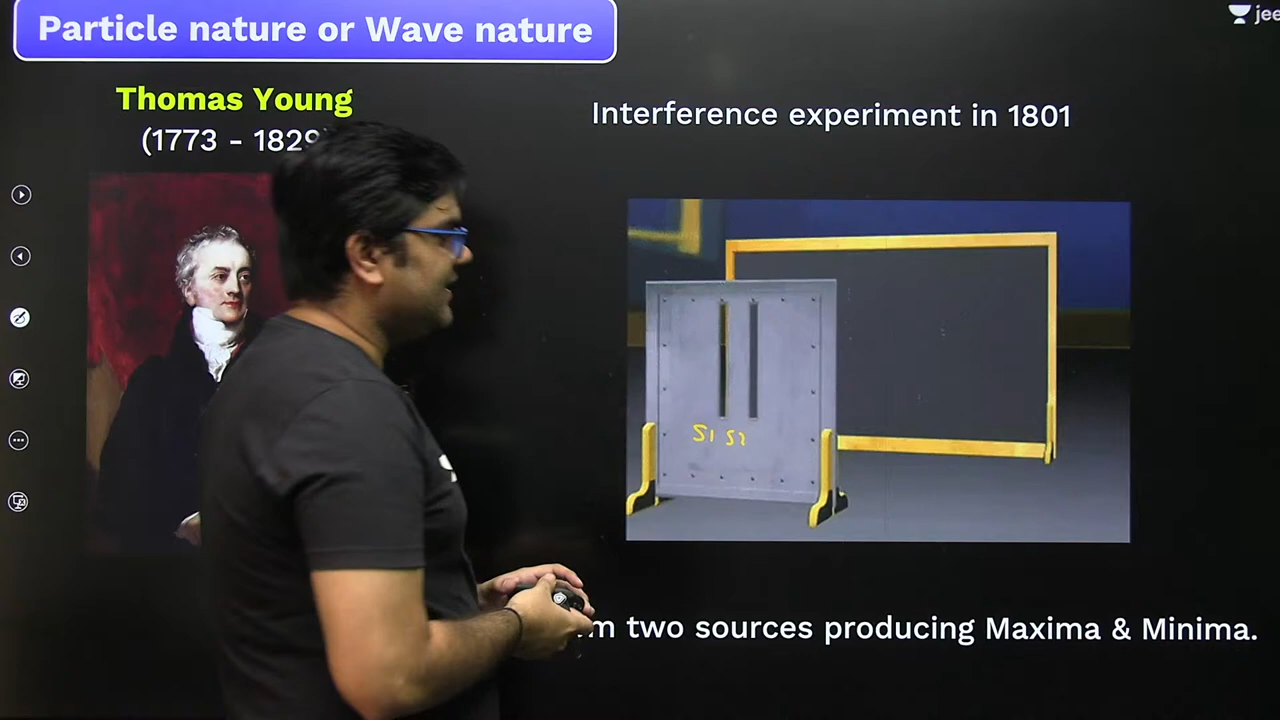 Particle nature or Wave nature
jee
Thomas Young
(1773 - 1829)
Interference experiment in 1801
S1 S2
two sources producing Maxima & Minima.